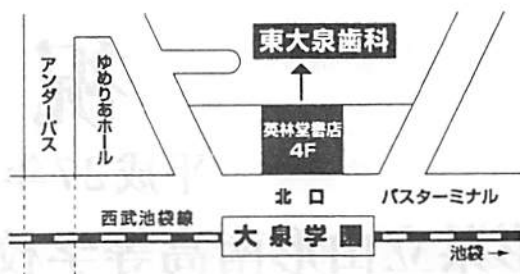 東大泉歯科
アンダーパス
ゆめりあホール
英林堂書店
4F
北口
バスターミナル
西武池袋線
大泉学園
池袋→